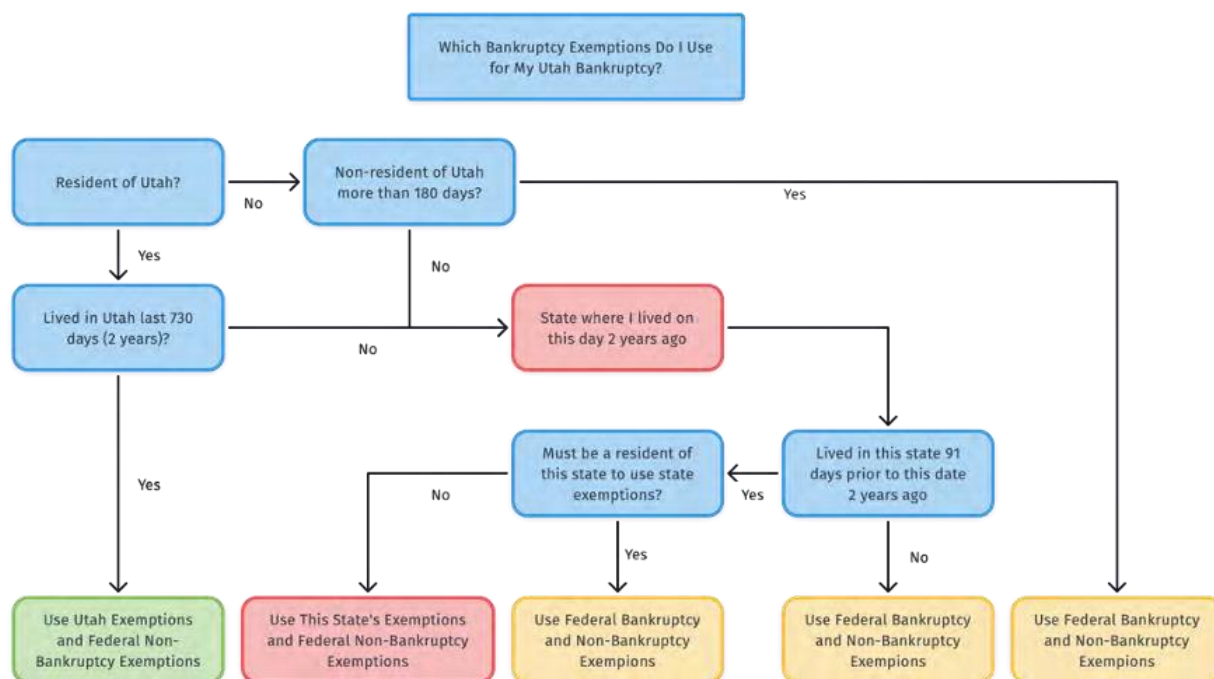 Which Bankruptcy Exemptions Do I Use
for My Utah Bankruptcy?
Resident of Utah?
No
Non-resident of Utah
more than 180 days?
Yes
Yes
No
Lived in Utah last 730
days (2 years)?
No
State where I lived on
this day 2 years ago
Must be a resident of
this state to use state
exemptions?
Lived in this state 91
days prior to this date
2 years ago
Yes
No
Yes
Yes
No
Use Utah Exemptions
and Federal Non-
Bankruptcy Exemptions
Use This State's Exemptions
and Federal Non-Bankruptcy
Exemptions
Use Federal Bankruptcy
and Non-Bankruptcy
Exempions
Use Federal Bankruptcy
and Non-Bankruptcy
Exempions
Use Federal Bankruptcy
and Non-Bankruptcy
Exempions